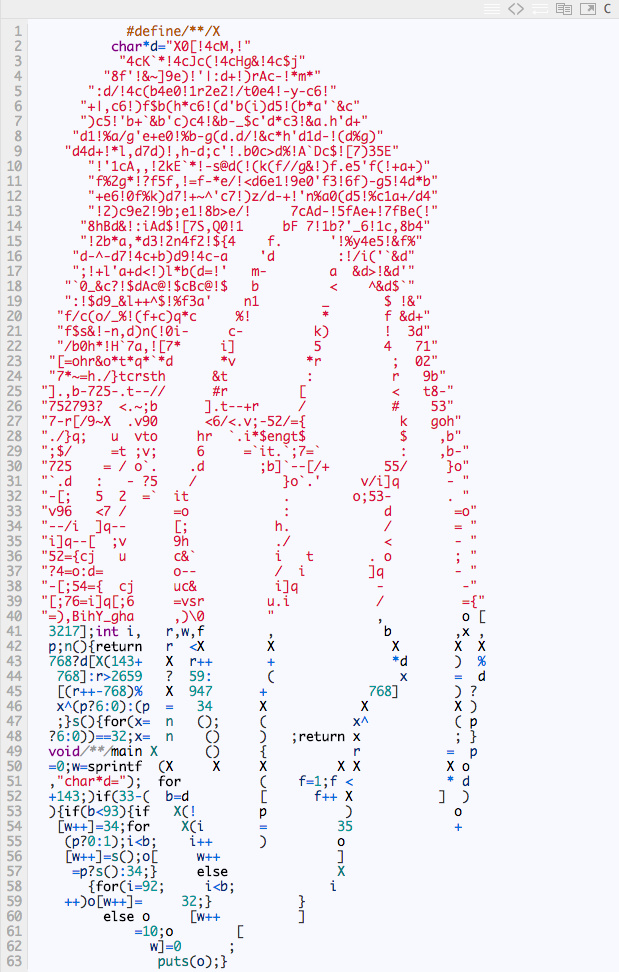 C
1 #define/**/X
2 char*d="X0[!4cM,!"
3 "4cK`*!4cJc(!4cHg&!4c$j"
4 "8f'!&~]9e)!'|:d+!)rAc-!*m*"
5 ":d/!4c(b4e0!1r2e2!/t0e4!-y-c6!"
6 "+|,c6!)f$b(h*c6!(d'b(i)d5!(b*a'`&c"
7 ")c5!'b+`&b'c)c4!&b-_$c'd*c3!&a.h'd+"
8 "d1!%a/g'e+e0!%b-g(d.d/!&c*h'd1d-!(d%g)"
9 "d4d+!*l,d7d)!,h-d;c'!.b0c>d%!A`Dc$![7)35E"
10 "!'1cA,,!2kE`*!-s@d(!(k(f//g&!)f.e5'f(!+a+)"
11 "f%2g*!?f5f,!=f-*e/!<d6e1!9e0'f3!6f)-g5!4d*b"
12 "+e6!0f%k)d7!+~^'c7!)z/d-+!'n%a0(d5!%c1a+/d4"
13 "!2)c9e2!9b;e1!8b>e/! 7cAd-!5fAe+!7fBe(!"
14 "8hBd&!:iAd$![7S,Q0!1 bF 7!1b?'_6!1c,8b4"
15 "!2b*a,*d3!2n4f2!${4 f. '!%y4e5!&f%"
16 "d-^-d7!4c+b)d9!4c-a 'd :!/i('`&d"
17 ";!+l'a+d<!)l*b(d=!' m- a &d>!&d'"
18 "`0_&c?!$dAc@!$cBc@!$ b < ^&d$`"
19 ":!$d9_&l++^$!%f3a' n1 _ $ !&"
20 "f/c(o/_%!(f+c)q*c %! * f &d+"
21 "f$s&!-n,d)n(!0i- c- k) ! 3d"
22 "/b0h*!H`7a,![7* i] 5 4 71"
23 "[=ohr&o*t*q*`*d *v *r ; 02"
24 "7*~=h./}tcrsth &t : r 9b"
25 "].,b-725-.t--// #r [ < t8-"
26 "752793? <.~;b ].t--+r / # 53"
27 "7-r[/9~X .v90 <6/<.v;-52/={ k goh"
28 "./}q; u vto hr `.i*$engt$ $ ,b"
29 ";$/ =t ;v; 6 =`it.`;7=` : ,b-"
30 "725 = / o`. .d ;b]`--[/+ 55/ }o"
31 "`.d : - ?5 / }o`.' v/i]q - "
32 "-[; 5 2 =` it . o;53- . "
33 "v96 <7 / =o : d =o"
34 "--/i ]q-- [; h. / = "
35 "i]q--[ ;v 9h ./ < - "
36 "52={cj u c&` i t . o ; "
37 "?4=o:d= o-- / i ]q - "
38 "-[;54={ cj uc& i]q - -"
39 "[;76=i]q[;6 =vsr u.i / ={"
40 "=),BihY_gha ,)\0 " , o [
41 3217];int i, r,w,f , b ,x ,
42 p;n(){return r <X X X X X
43 768?d[X(143+ X r++ + *d ) %
44 768]:r>2659 ? 59: ( x = d
45 [(r++-768)% X 947 + 768] ) ?
46 x^(p?6:0):(p = 34 X X X )
47 ;}s(){for(x= n (); ( x^ ( p
48 ?6:0)==32;x= n () ) ;return x ; }
49 void/**/main X () { r = p
50 =0;w=sprintf (X X X X X X o
51 ,"char*d="); for ( f=1;f < * d
52 +143;)if(33-( b=d [ f++ X ] )
53 ){if(b<93){if X(! p ) o
54 [w++]=34;for X(i = 35 +
55 (p?0:1);i<b; i++ ) o
56 [w++]=s();o[ w++ ]
57 =p?s():34;} else X
58 {for(i=92; i<b; i
59 ++)o[w++]= 32;} }
60 else o [w++ ]
61 =10;o [
62 w]=0 ;
63 puts(o);}